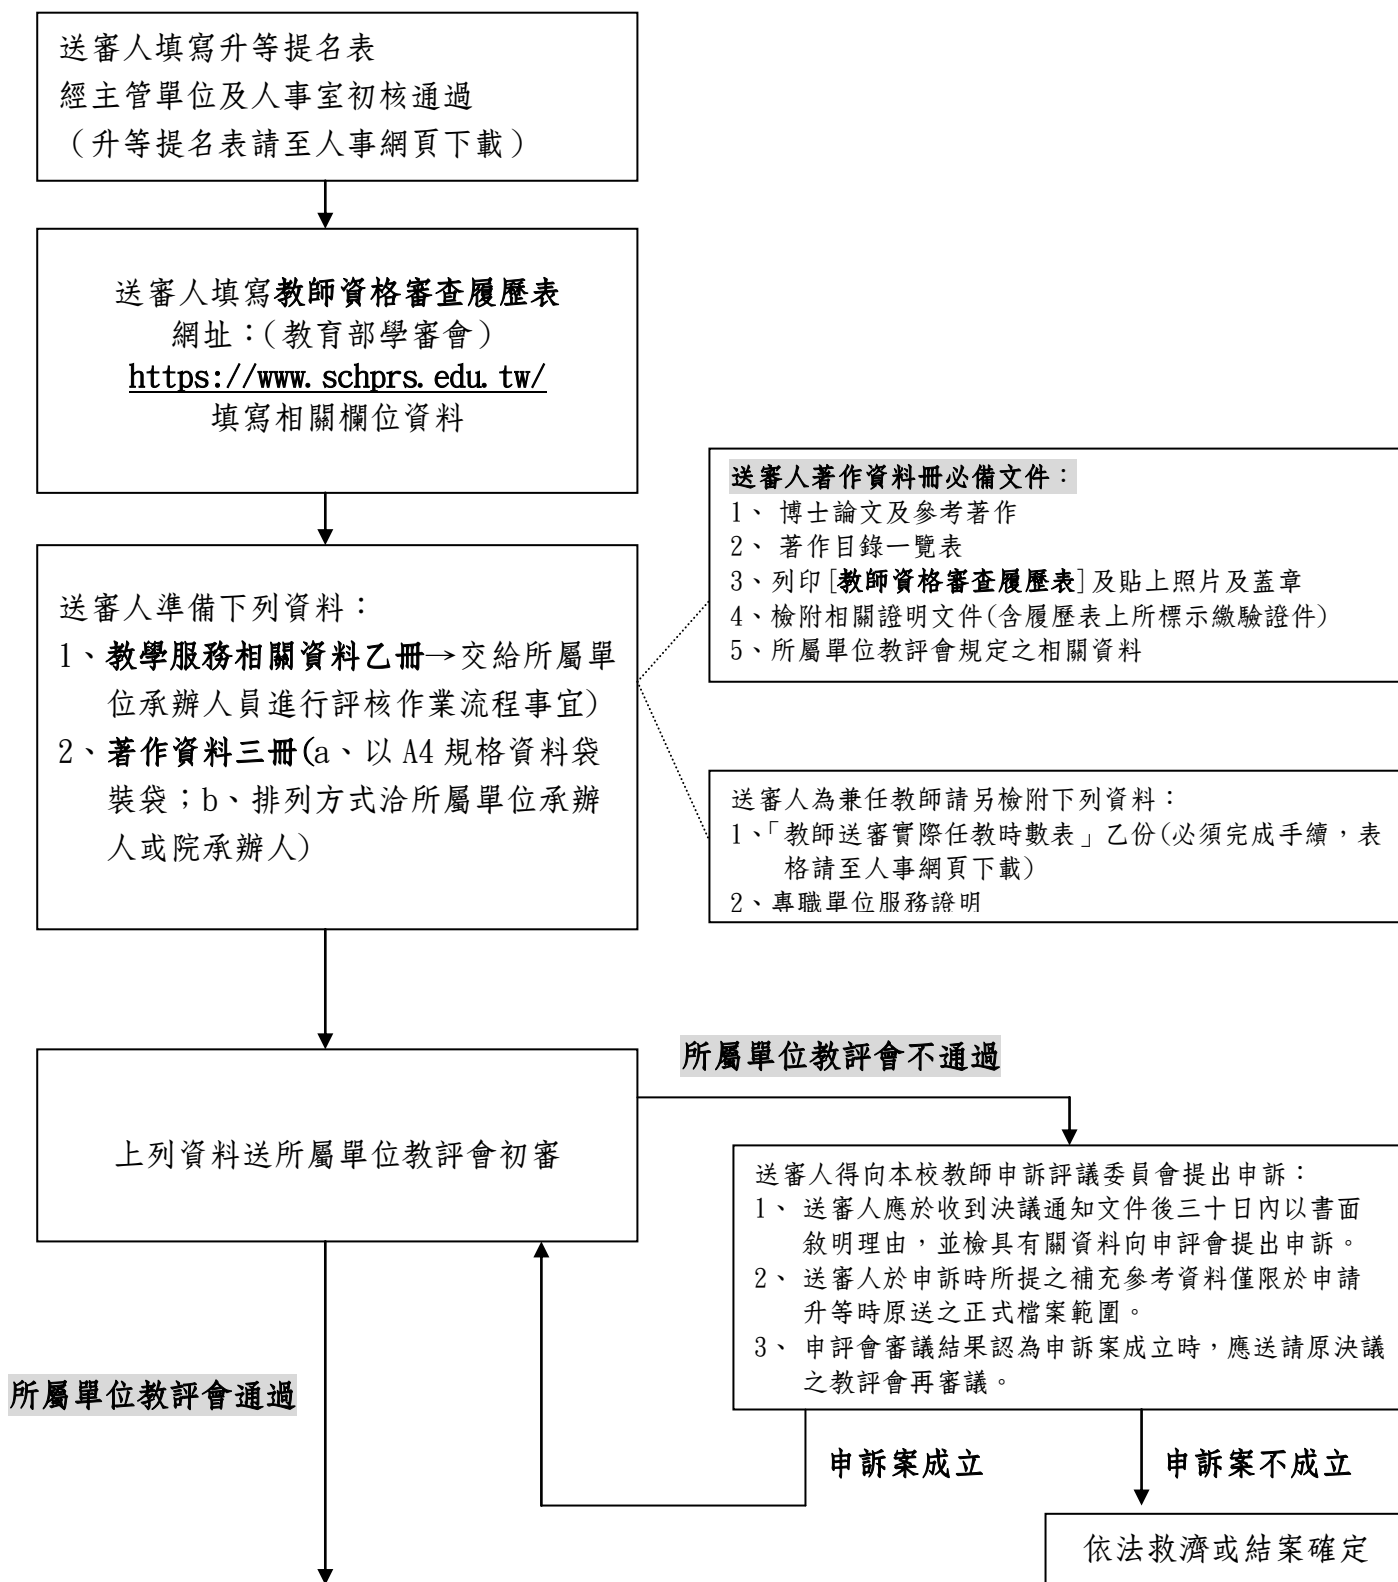 送審人填寫升等提名表
經主管單位及人事室初核通過
（升等提名表請至人事網頁下載）
送審人填寫教師資格審查履歷表
網址：（教育部學審會）
https://www.schprs.edu.tw/
填寫相關欄位資料
送審人著作資料冊必備文件：
1、 博士論文及參考著作
2、 著作目錄一覽表
3、列印[教師資格審查履歷表]及貼上照片及蓋章
4、檢附相關證明文件(含履歷表上所標示繳驗證件)
5、所屬單位教評會規定之相關資料
送審人準備下列資料：
1、教學服務相關資料乙冊→交給所屬單
位承辦人員進行評核作業流程事宜)
2、著作資料三冊(a、以 A4 規格資料袋
裝袋；b、排列方式洽所屬單位承辦
人或院承辦人)
送審人為兼任教師請另檢附下列資料：
1、「教師送審實際任教時數表」乙份(必須完成手續，表
格請至人事網頁下載)
2、專職單位服務證明
所屬單位教評會不通過
上列資料送所屬單位教評會初審
送審人得向本校教師申訴評議委員會提出申訴：
1、 送審人應於收到決議通知文件後三十日內以書面
敘明理由，並檢具有關資料向申評會提出申訴。
2、 送審人於申訴時所提之補充參考資料僅限於申請
升等時原送之正式檔案範圍。
3、 申評會審議結果認為申訴案成立時，應送請原決議
之教評會再審議。
所屬單位教評會通過
申訴案成立
申訴案不成立
依法救濟或結案確定